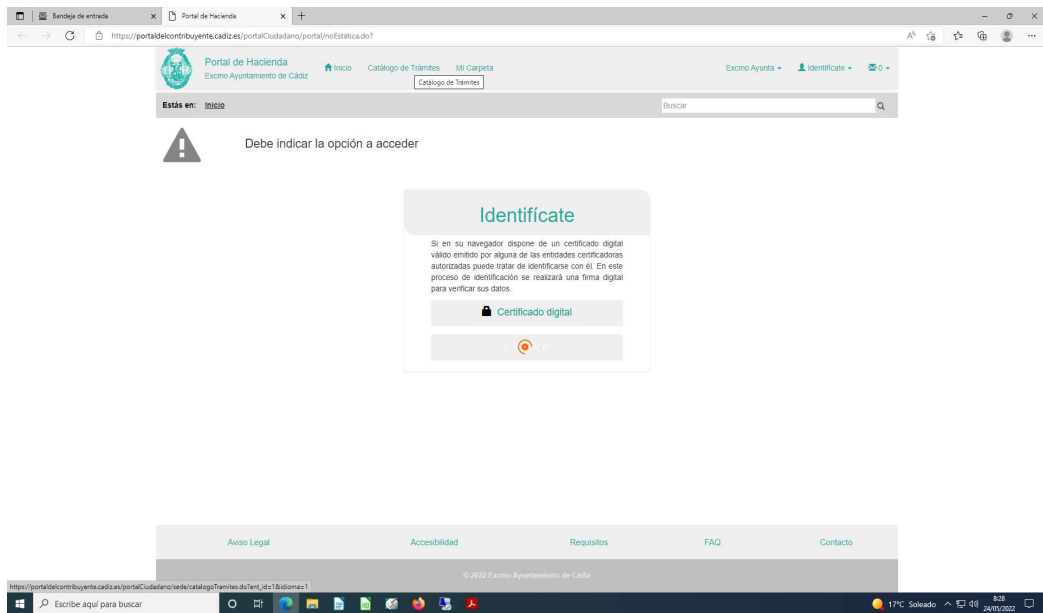 Bandeja de entrada
Portal de Hacienda
https://portaldelcontribuyente.cadiz.es/portalCiudadano/portal/noEstatica.do?
Portal de Hacienda
Excmo Ayuntamiento de Cádiz
Inicio Catálogo de Trámites Mi Carpeta
Excmo Ayunta Identifícate 0
Catálogo de Trámites
Estás en: Inicio
Buscar
Debe indicar la opción a acceder
Identifícate
Si en su navegador dispone de un certificado digital
válido emitido por alguna de las entidades certificadoras
autorizadas puede tratar de identificarse con él. En este
proceso de identificación se realizará una firma digital
para verificar sus datos.
Certificado digital
Aviso Legal Accesibilidad Requisitos FAQ Contacto
© 2022 Excmo Ayuntamiento de Cádiz
https://portaldelcontribuyente.cadiz.es/portalCiudadano/sede/catalogoTramites.do?ent_id=1&idioma=1
Escribe aquí para buscar
17°C Soleado
8:28
24/05/2022